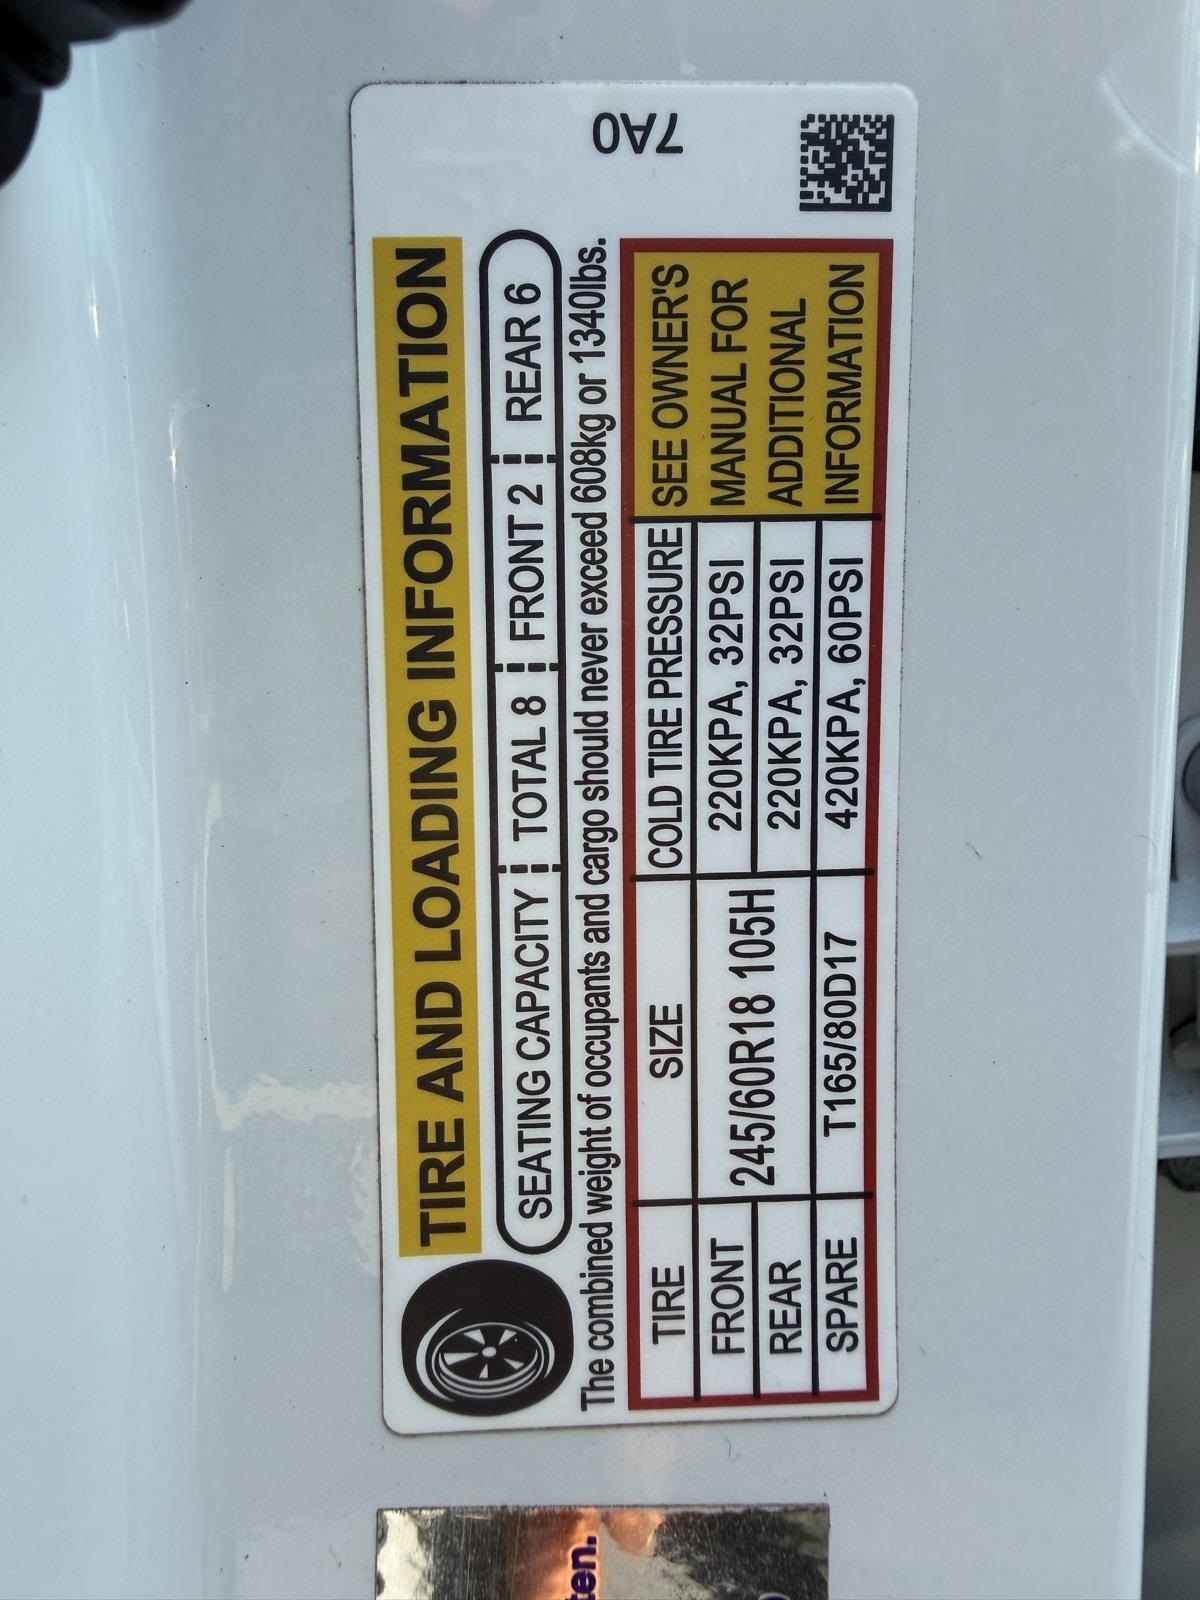 7A0
TIRE AND LOADING INFORMATION
SEATING CAPACITY TOTAL 8 FRONT 2 REAR 6
The combined weight of occupants and cargo should never exceed 608kg or 1340lbs.
TIRE SIZE COLD TIRE PRESSURE SEE OWNER'S
FRONT 245/60R18 105H 220KPA, 32PSI MANUAL FOR
REAR 220KPA, 32PSI ADDITIONAL
SPARE T165/80D17 420KPA, 60PSI INFORMATION
ten.